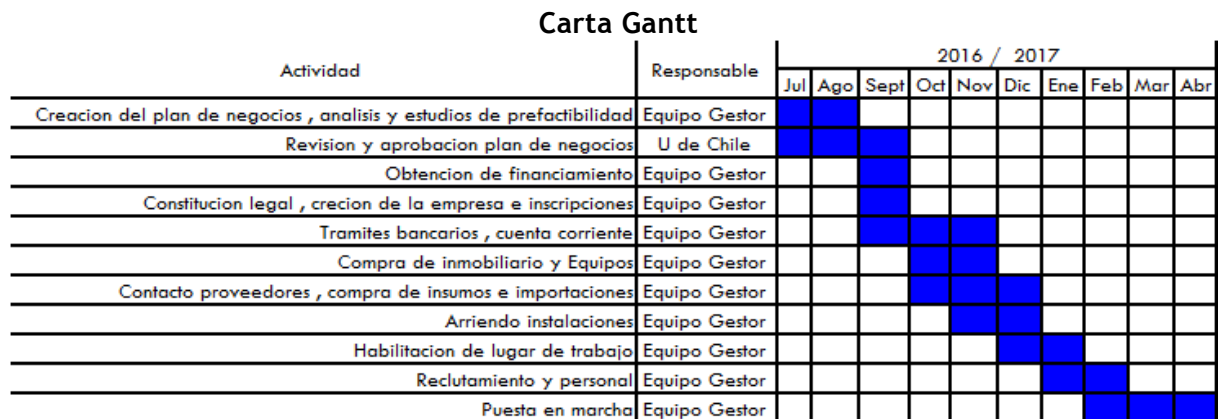 Carta Gantt
Actividad Responsable 2016 / 2017
Jul Ago Sept Oct Nov Dic Ene Feb Mar Abr
Creacion del plan de negocios , analisis y estudios de prefactibilidad Equipo Gestor
Revision y aprobacion plan de negocios U de Chile
Obtencion de financiamiento Equipo Gestor
Constitucion legal , crecion de la empresa e inscripciones Equipo Gestor
Tramites bancarios , cuenta corriente Equipo Gestor
Compra de inmobiliario y Equipos Equipo Gestor
Contacto proveedores , compra de insumos e importaciones Equipo Gestor
Arriendo instalaciones Equipo Gestor
Habilitacion de lugar de trabajo Equipo Gestor
Reclutamiento y personal Equipo Gestor
Puesta en marcha Equipo Gestor